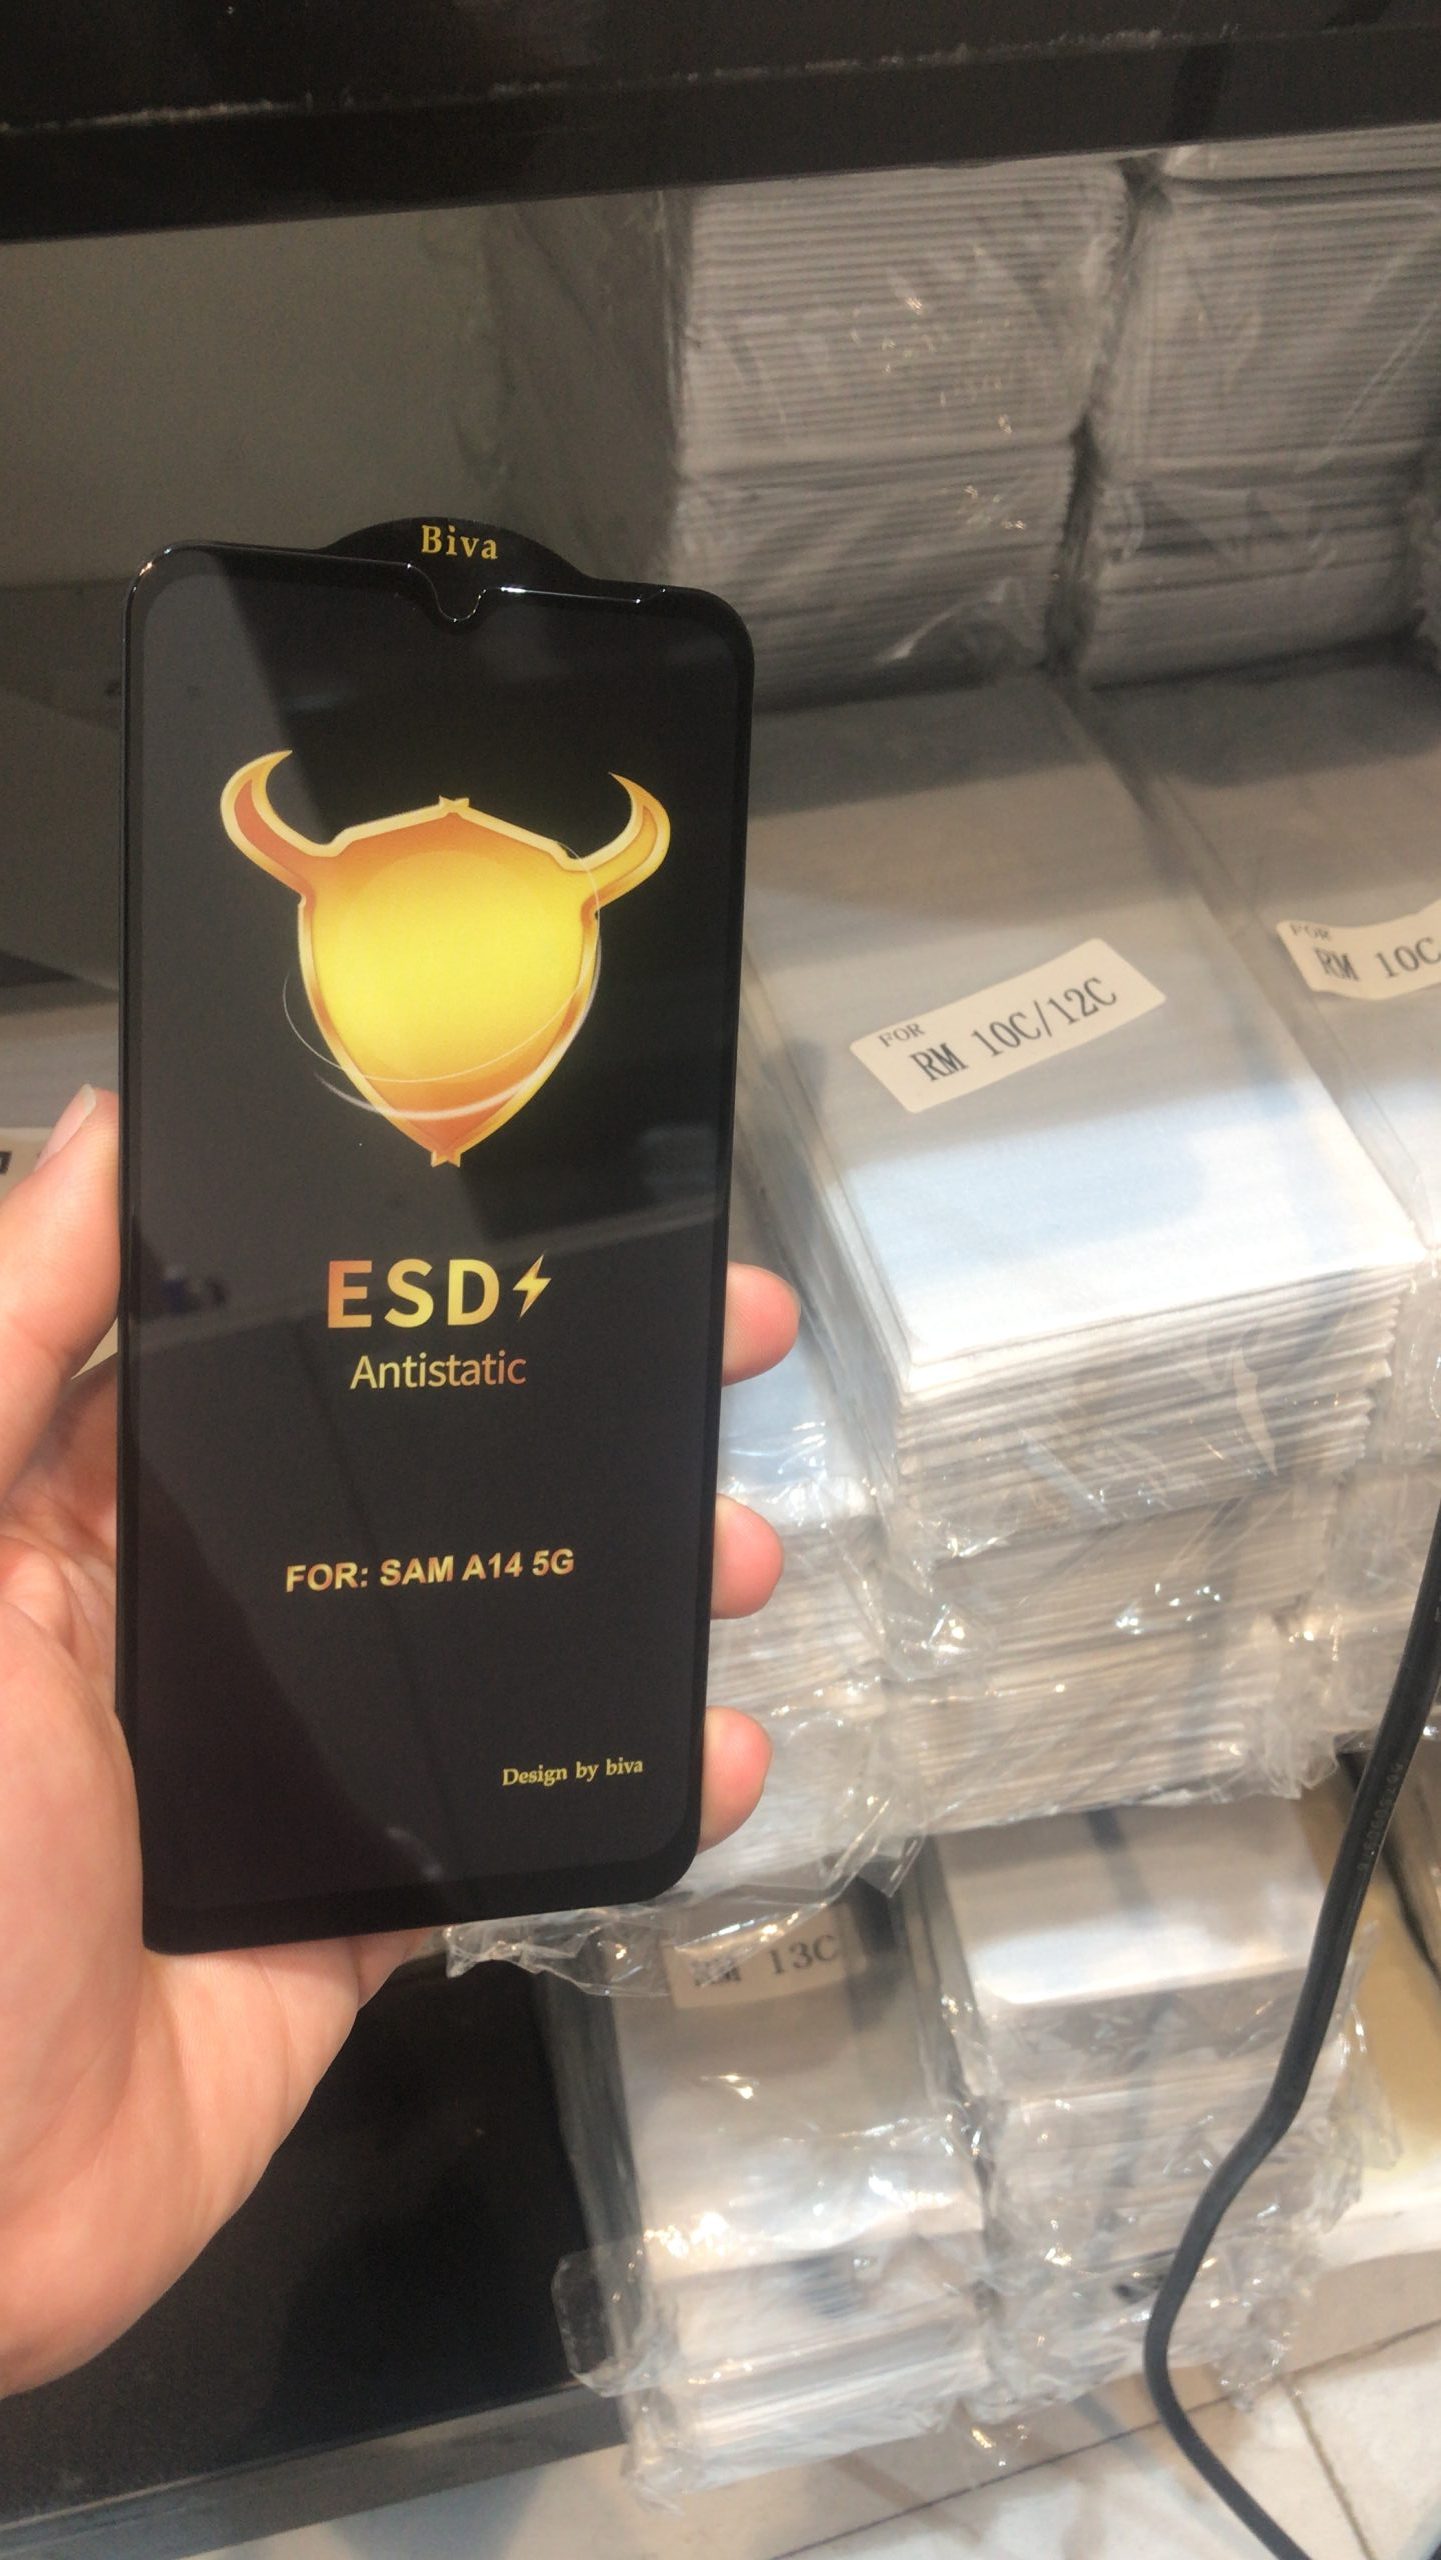 Biva
ESD
Antistatic
FOR: SAM A14 5G
Design by biva
FOR
RM 10C/12C
FOR
RM 10C
RM 13C